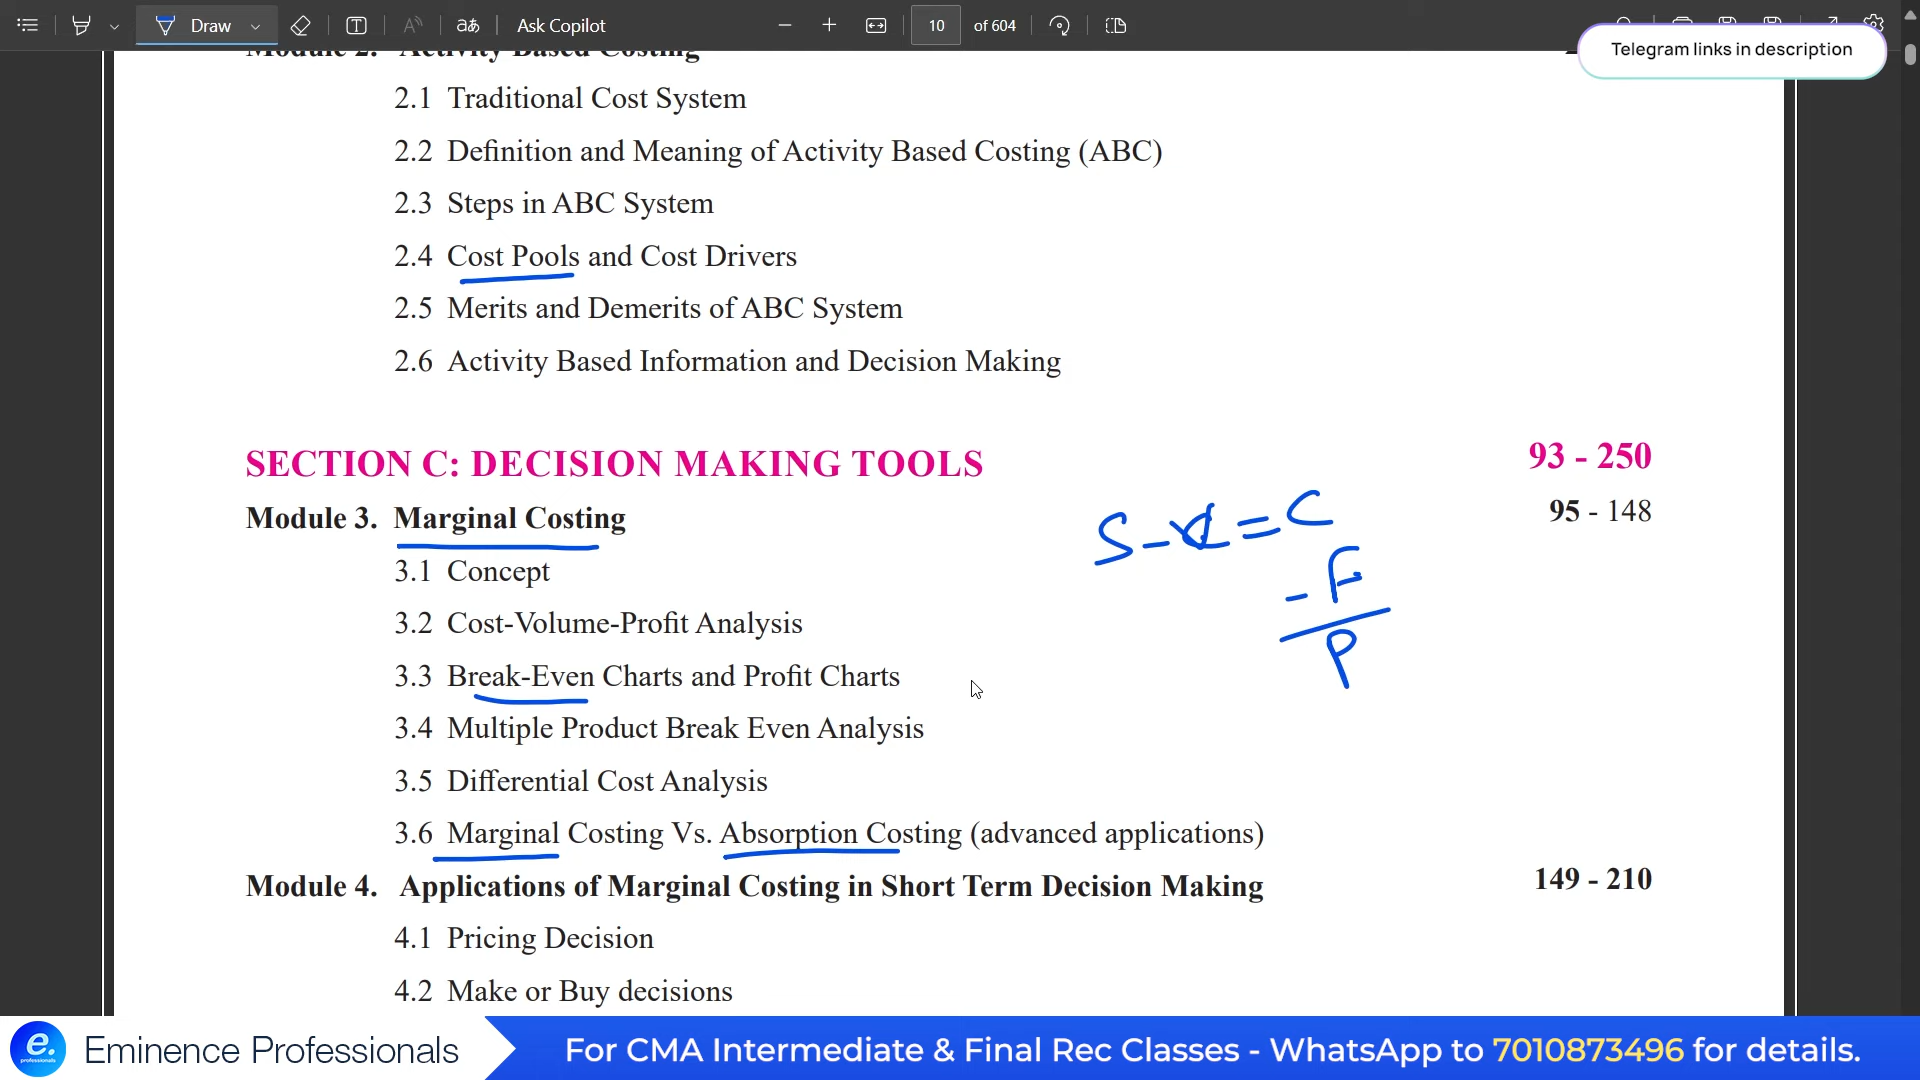 Draw
Ask Copilot
10 of 604
Telegram links in description
Module 2. Activity Based Costing
2.1 Traditional Cost System
2.2 Definition and Meaning of Activity Based Costing (ABC)
2.3 Steps in ABC System
2.4 Cost Pools and Cost Drivers
2.5 Merits and Demerits of ABC System
2.6 Activity Based Information and Decision Making
SECTION C: DECISION MAKING TOOLS 93 - 250
Module 3. Marginal Costing 95 - 148
3.1 Concept
3.2 Cost-Volume-Profit Analysis
3.3 Break-Even Charts and Profit Charts
3.4 Multiple Product Break Even Analysis
3.5 Differential Cost Analysis
3.6 Marginal Costing Vs. Absorption Costing (advanced applications)
Module 4. Applications of Marginal Costing in Short Term Decision Making 149 - 210
4.1 Pricing Decision
4.2 Make or Buy decisions
- F
P
e.
professionals
Eminence Professionals
For CMA Intermediate & Final Rec Classes - WhatsApp to 7010873496 for details.